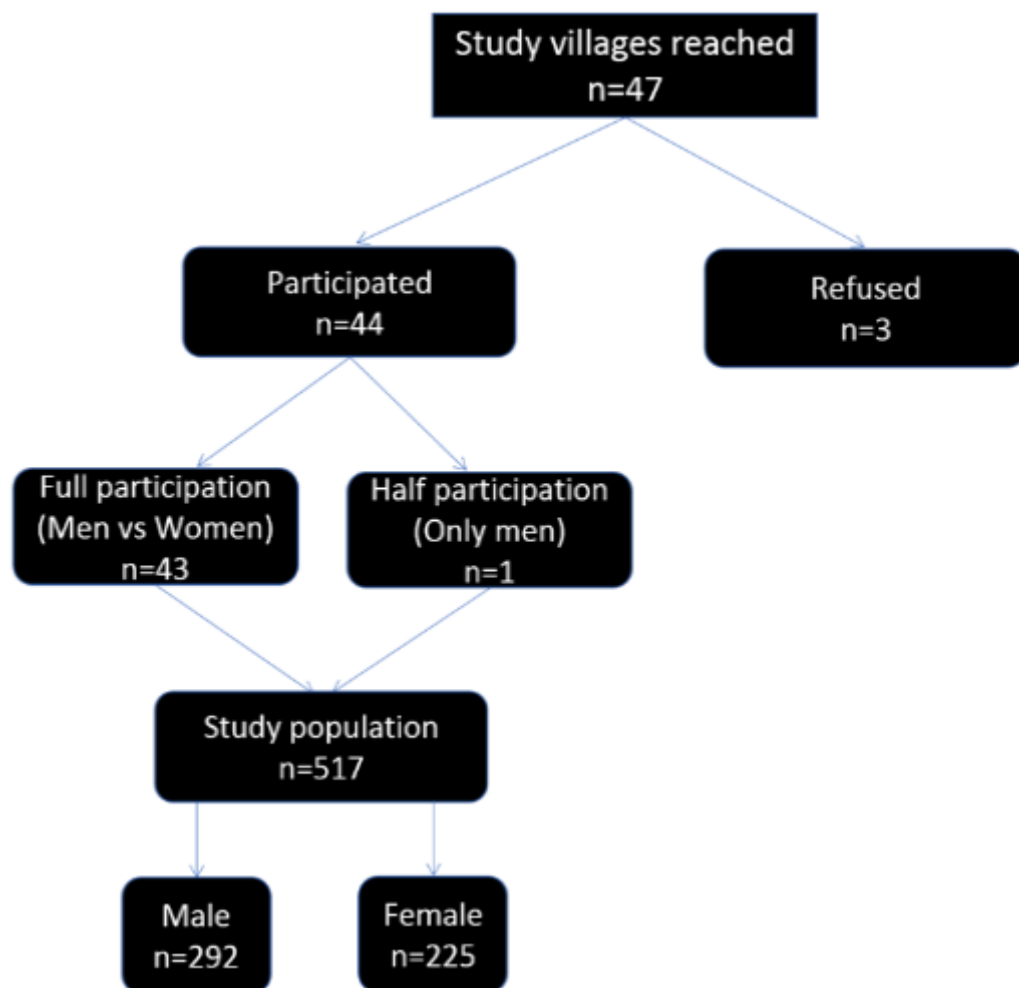 Study villages reached
n=47
Participated
n=44
Refused
n=3
Full participation
(Men vs Women)
n=43
Half participation
(Only men)
n=1
Study population
n=517
Male
n=292
Female
n=225